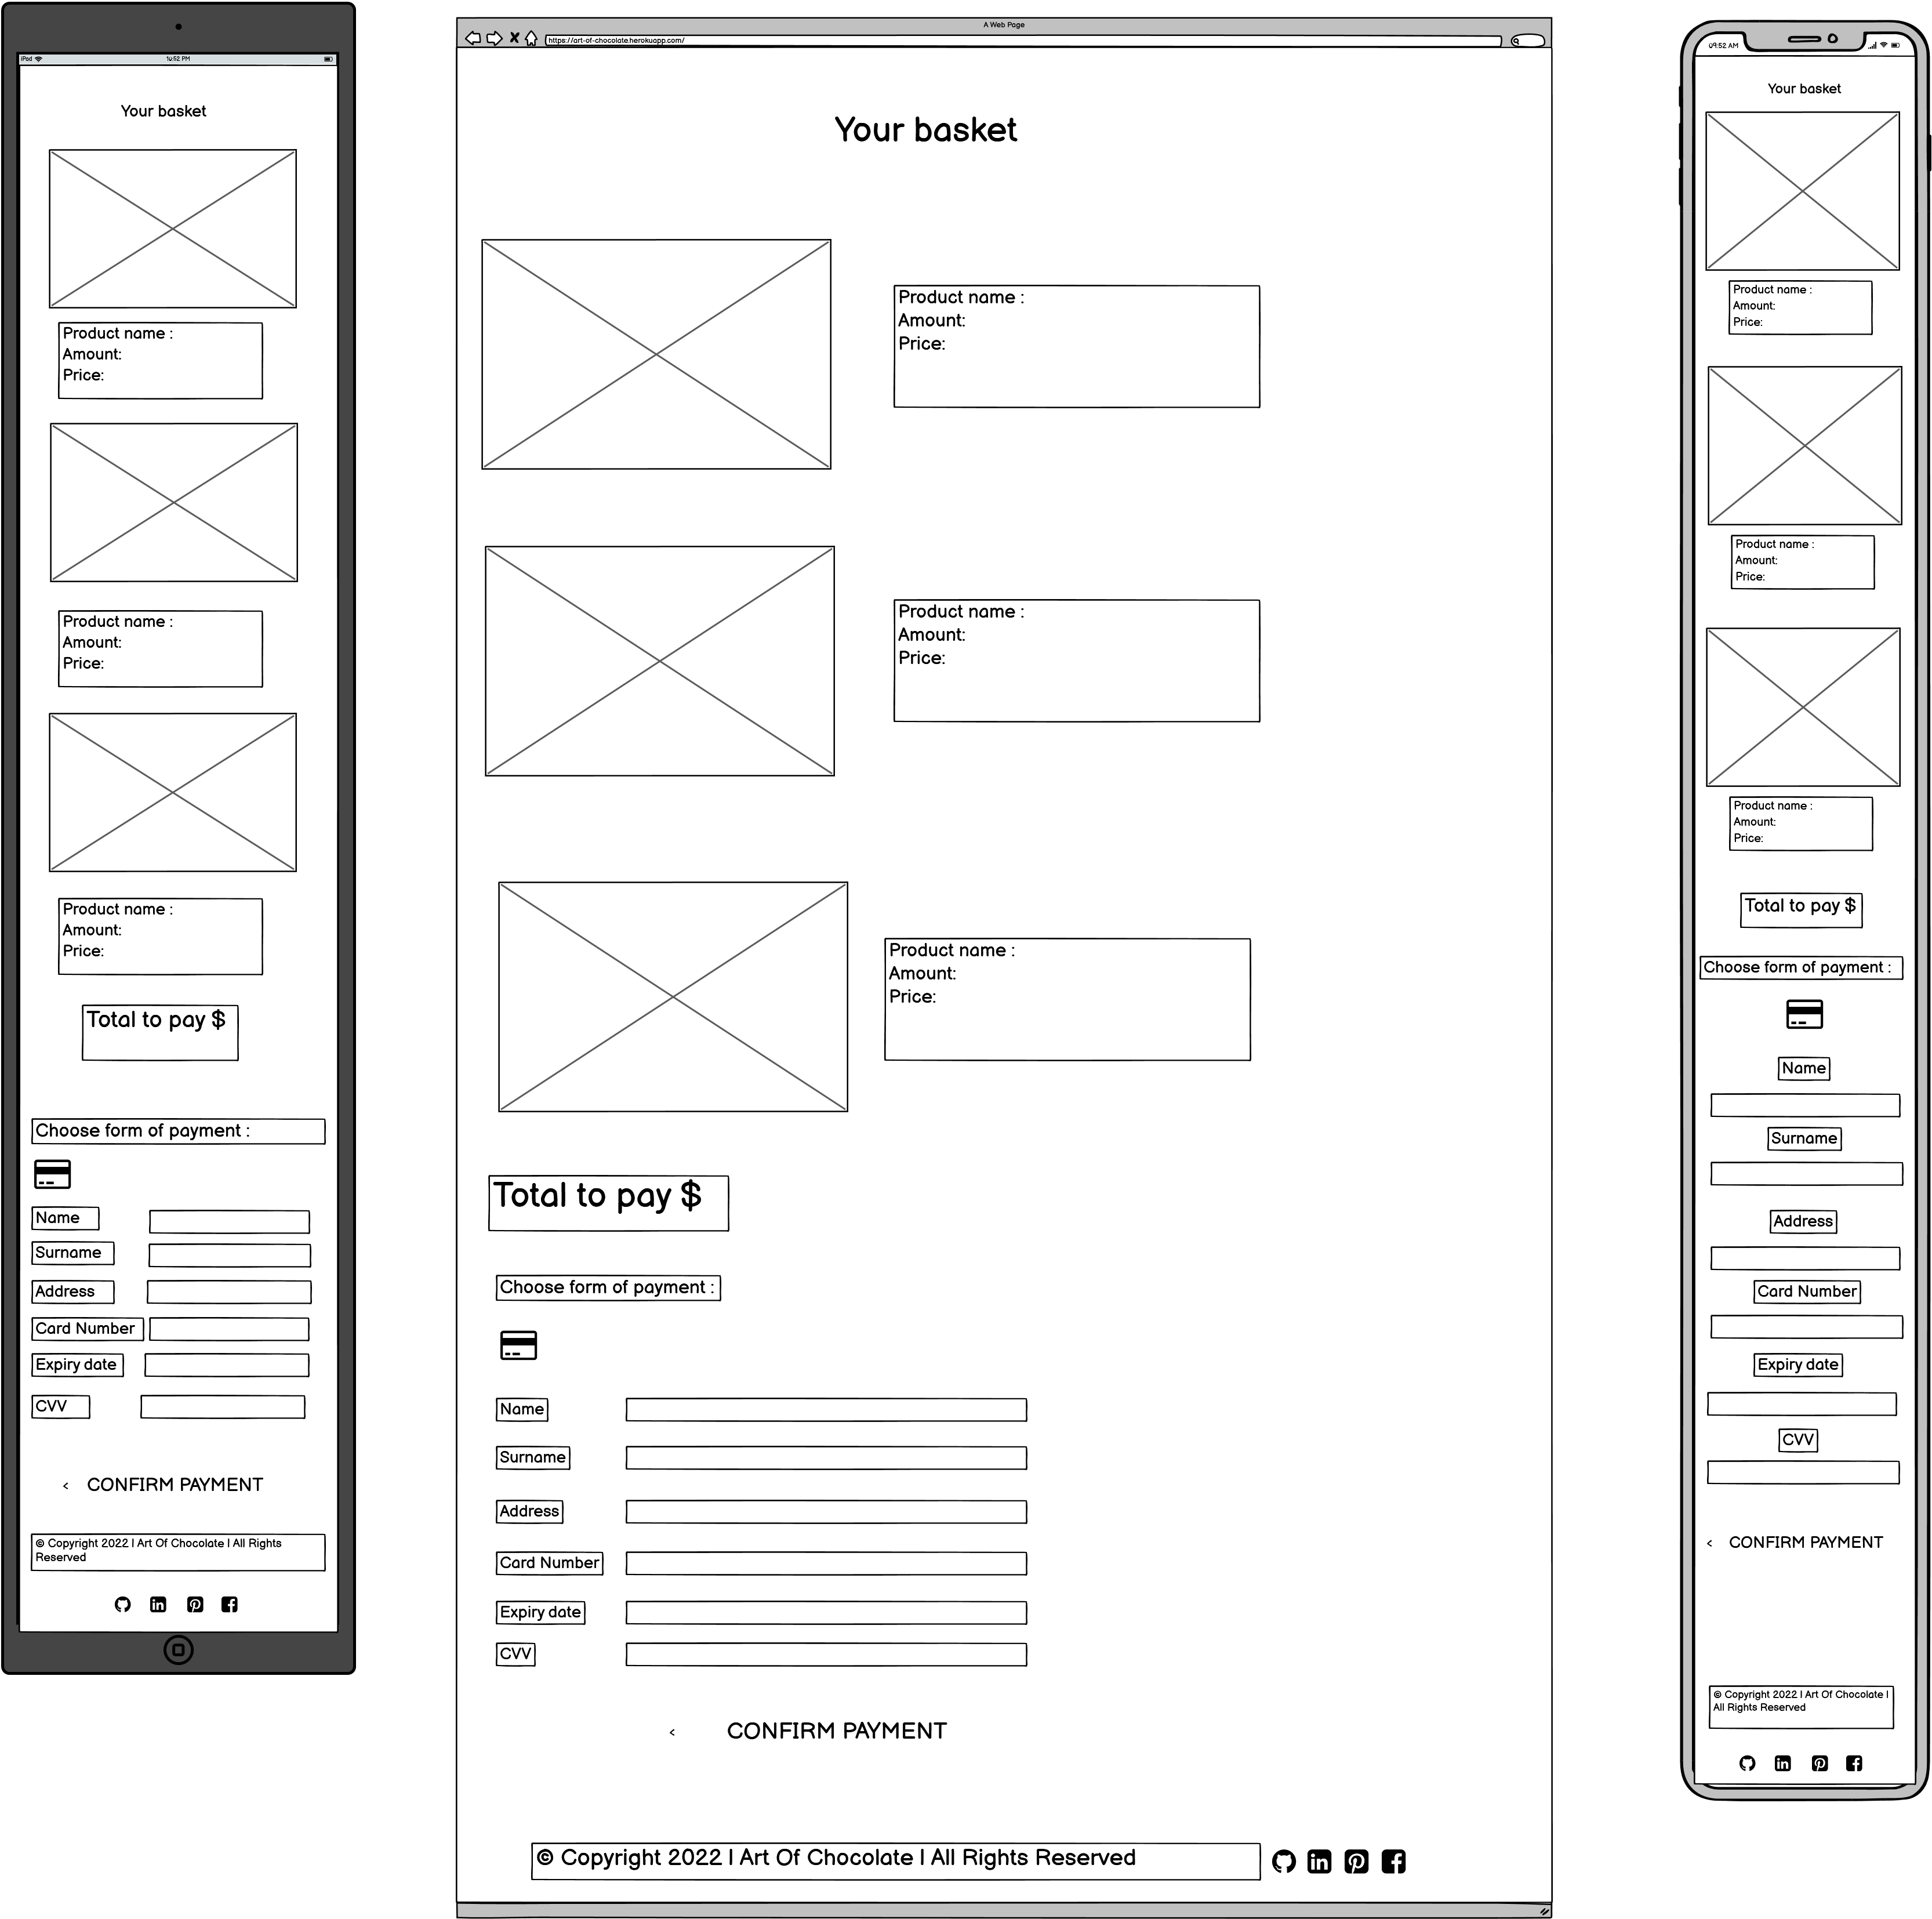 iPad
10:52 PM
Your basket
Product name :
Amount:
Price:
Product name :
Amount:
Price:
Product name :
Amount:
Price:
Total to pay $
Choose form of payment :
Name
Surname
Address
Card Number
Expiry date
CVV
< CONFIRM PAYMENT
© Copyright 2022 | Art Of Chocolate | All Rights
Reserved
A Web Page
https://art-of-chocolate.herokuapp.com/
Your basket
Product name :
Amount:
Price:
Product name :
Amount:
Price:
Product name :
Amount:
Price:
Total to pay $
Choose form of payment :
Name
Surname
Address
Card Number
Expiry date
CVV
< CONFIRM PAYMENT
© Copyright 2022 | Art Of Chocolate | All Rights Reserved
09:52 AM
Your basket
Product name :
Amount:
Price:
Product name :
Amount:
Price:
Product name :
Amount:
Price:
Total to pay $
Choose form of payment :
Name
Surname
Address
Card Number
Expiry date
CVV
< CONFIRM PAYMENT
© Copyright 2022 | Art Of Chocolate |
All Rights Reserved